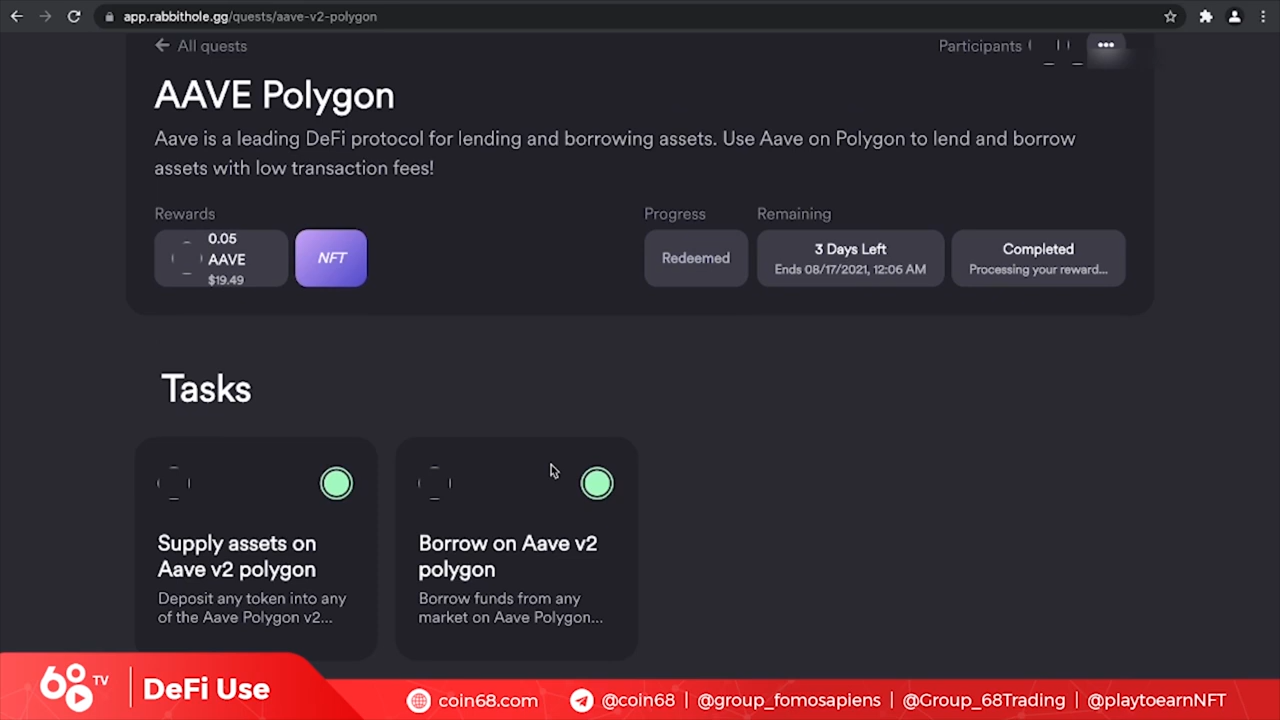 app.rabbithole.gg/quests/aave-v2-polygon
All quests
Participants
AAVE Polygon
Aave is a leading DeFi protocol for lending and borrowing assets. Use Aave on Polygon to lend and borrow
assets with low transaction fees!
Rewards
Progress
Remaining
0.05
AAVE
$19.49
NFT
Redeemed
3 Days Left
Ends 08/17/2021, 12:06 AM
Completed
Processing your reward...
Tasks
Supply assets on
Aave v2 polygon
Deposit any token into any
of the Aave Polygon v2...
Borrow on Aave v2
polygon
Borrow funds from any
market on Aave Polygon...
68 TV
DeFi Use
coin68.com
@coin68 | @group_fomosapiens | @Group_68Trading | @playtoearnNFT